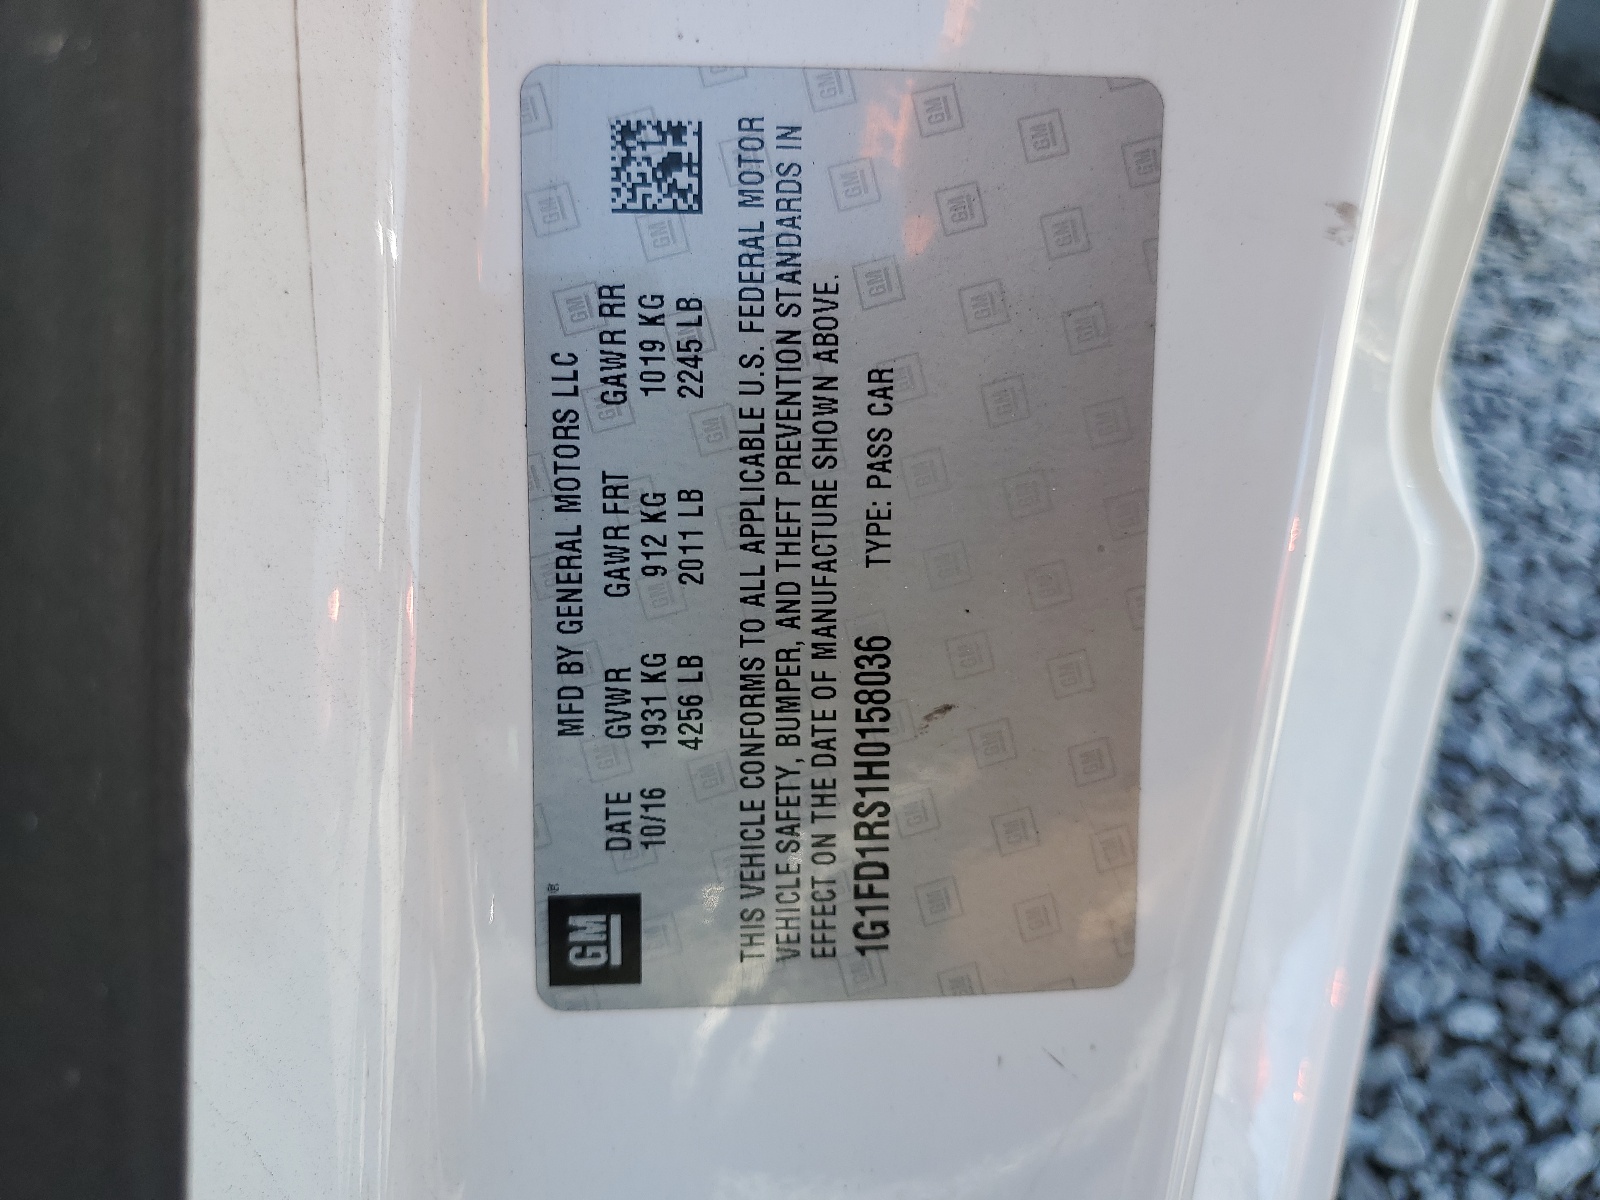 GM®
MFD BY GENERAL MOTORS LLC
DATE GVWR GAWR FRT GAWR RR
10/16 1931 KG 912 KG 1019 KG
4256 LB 2011 LB 2245 LB
THIS VEHICLE CONFORMS TO ALL APPLICABLE U.S. FEDERAL MOTOR
VEHICLE SAFETY, BUMPER, AND THEFT PREVENTION STANDARDS IN
EFFECT ON THE DATE OF MANUFACTURE SHOWN ABOVE.
1G1FD1RS1H0158036 TYPE: PASS CAR